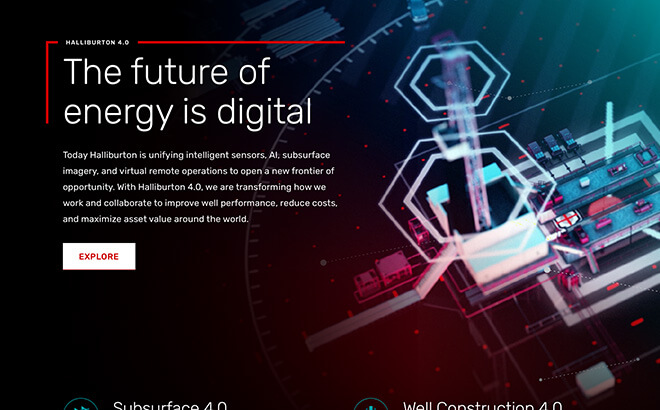 HALLIBURTON 4.0
The future of
energy is digital
Today Halliburton is unifying intelligent sensors, AI, subsurface
imagery, and virtual remote operations to open a new frontier of
opportunity. With Halliburton 4.0, we are transforming how we
work and collaborate to improve well performance, reduce costs,
and maximize asset value around the world.
EXPLORE
Subsurface 4.0
Well Construction 4.0